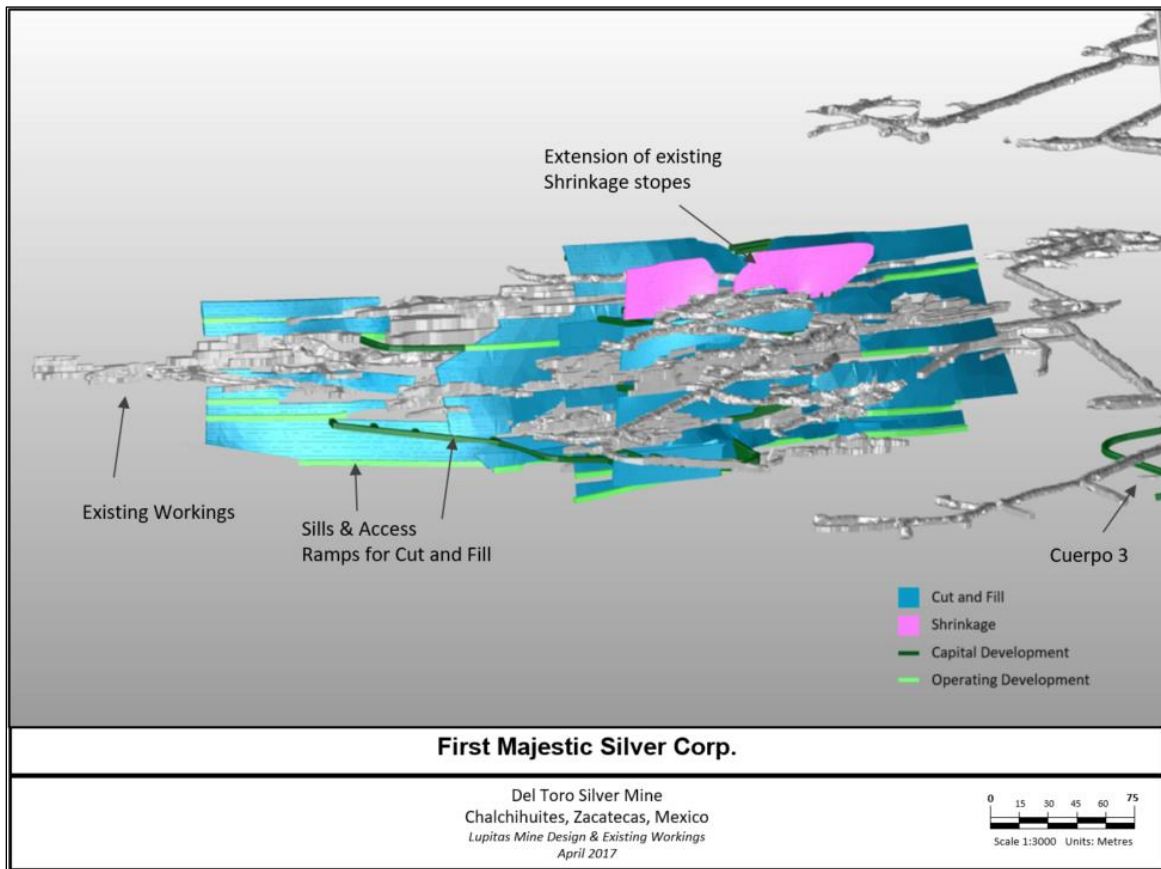 Extension of existing
Shrinkage stopes
Existing Workings
Sills & Access
Ramps for Cut and Fill
Cuerpo 3
Cut and Fill
Shrinkage
Capital Development
Operating Development
First Majestic Silver Corp.
Del Toro Silver Mine
Chalchihuites, Zacatecas, Mexico
Lupitas Mine Design & Existing Workings
April 2017
0 15 30 45 60 75
Scale 1:3000 Units: Metres